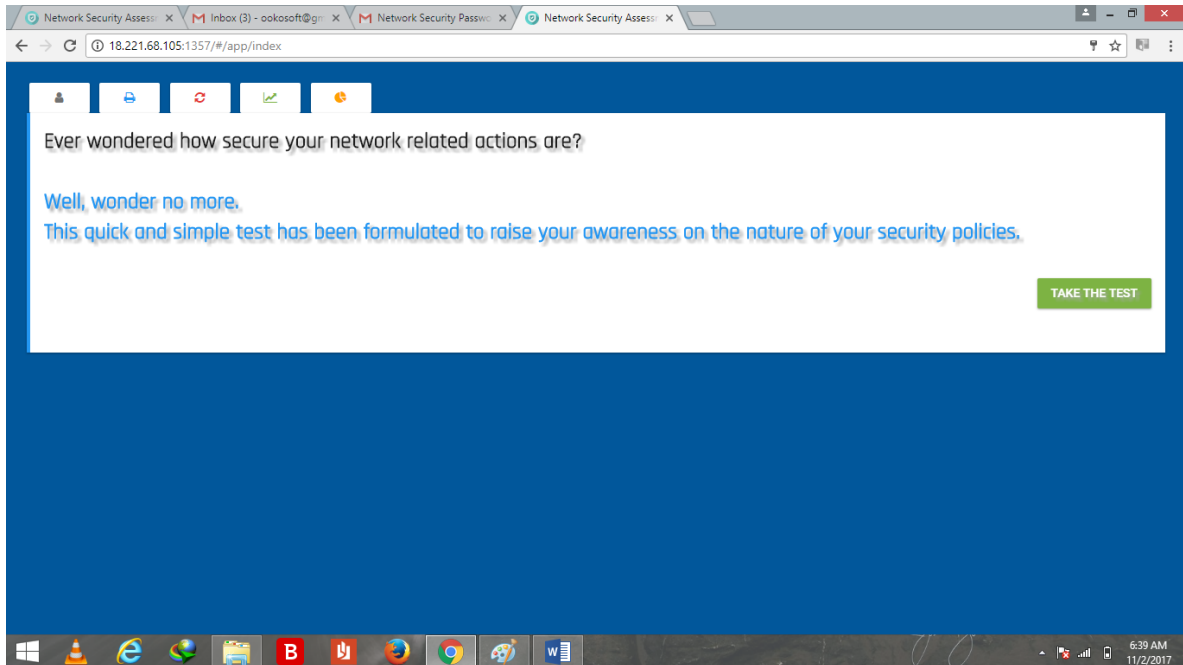 Network Security Assess
Inbox (3) - ookosoft@gm
Network Security Passwo
Network Security Assess
18.221.68.105:1357/#/app/index
Ever wondered how secure your network related actions are?
Well, wonder no more.
This quick and simple test has been formulated to raise your awareness on the nature of your security policies.
TAKE THE TEST
B
W
6:39 AM
11/2/2017